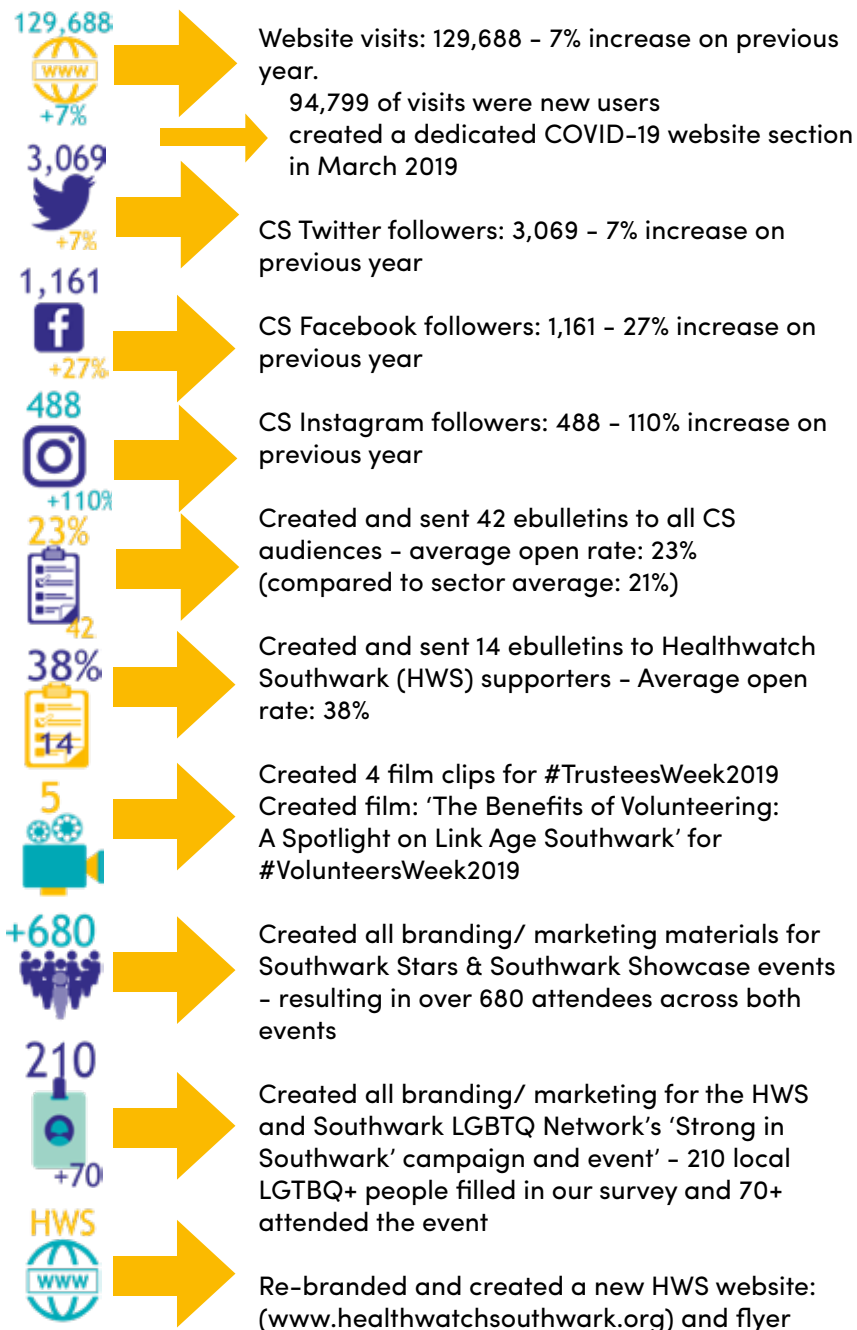 129,688
www
+7%
Website visits: 129,688 - 7% increase on previous
year.
94,799 of visits were new users
created a dedicated COVID-19 website section
in March 2019
3,069
+7%
CS Twitter followers: 3,069 - 7% increase on
previous year
1,161
f
+27%
CS Facebook followers: 1,161 - 27% increase on
previous year
488
+110%
CS Instagram followers: 488 - 110% increase on
previous year
23%
42
Created and sent 42 ebulletins to all CS
audiences - average open rate: 23%
(compared to sector average: 21%)
38%
14
Created and sent 14 ebulletins to Healthwatch
Southwark (HWS) supporters - Average open
rate: 38%
5
Created 4 film clips for #TrusteesWeek2019
Created film: ‘The Benefits of Volunteering:
A Spotlight on Link Age Southwark’ for
#VolunteersWeek2019
+680
Created all branding/ marketing materials for
Southwark Stars & Southwark Showcase events
- resulting in over 680 attendees across both
events
210
+70
Created all branding/ marketing for the HWS
and Southwark LGBTQ Network’s ‘Strong in
Southwark’ campaign and event’ - 210 local
LGTBQ+ people filled in our survey and 70+
attended the event
HWS
www
Re-branded and created a new HWS website:
(www.healthwatchsouthwark.org) and flyer